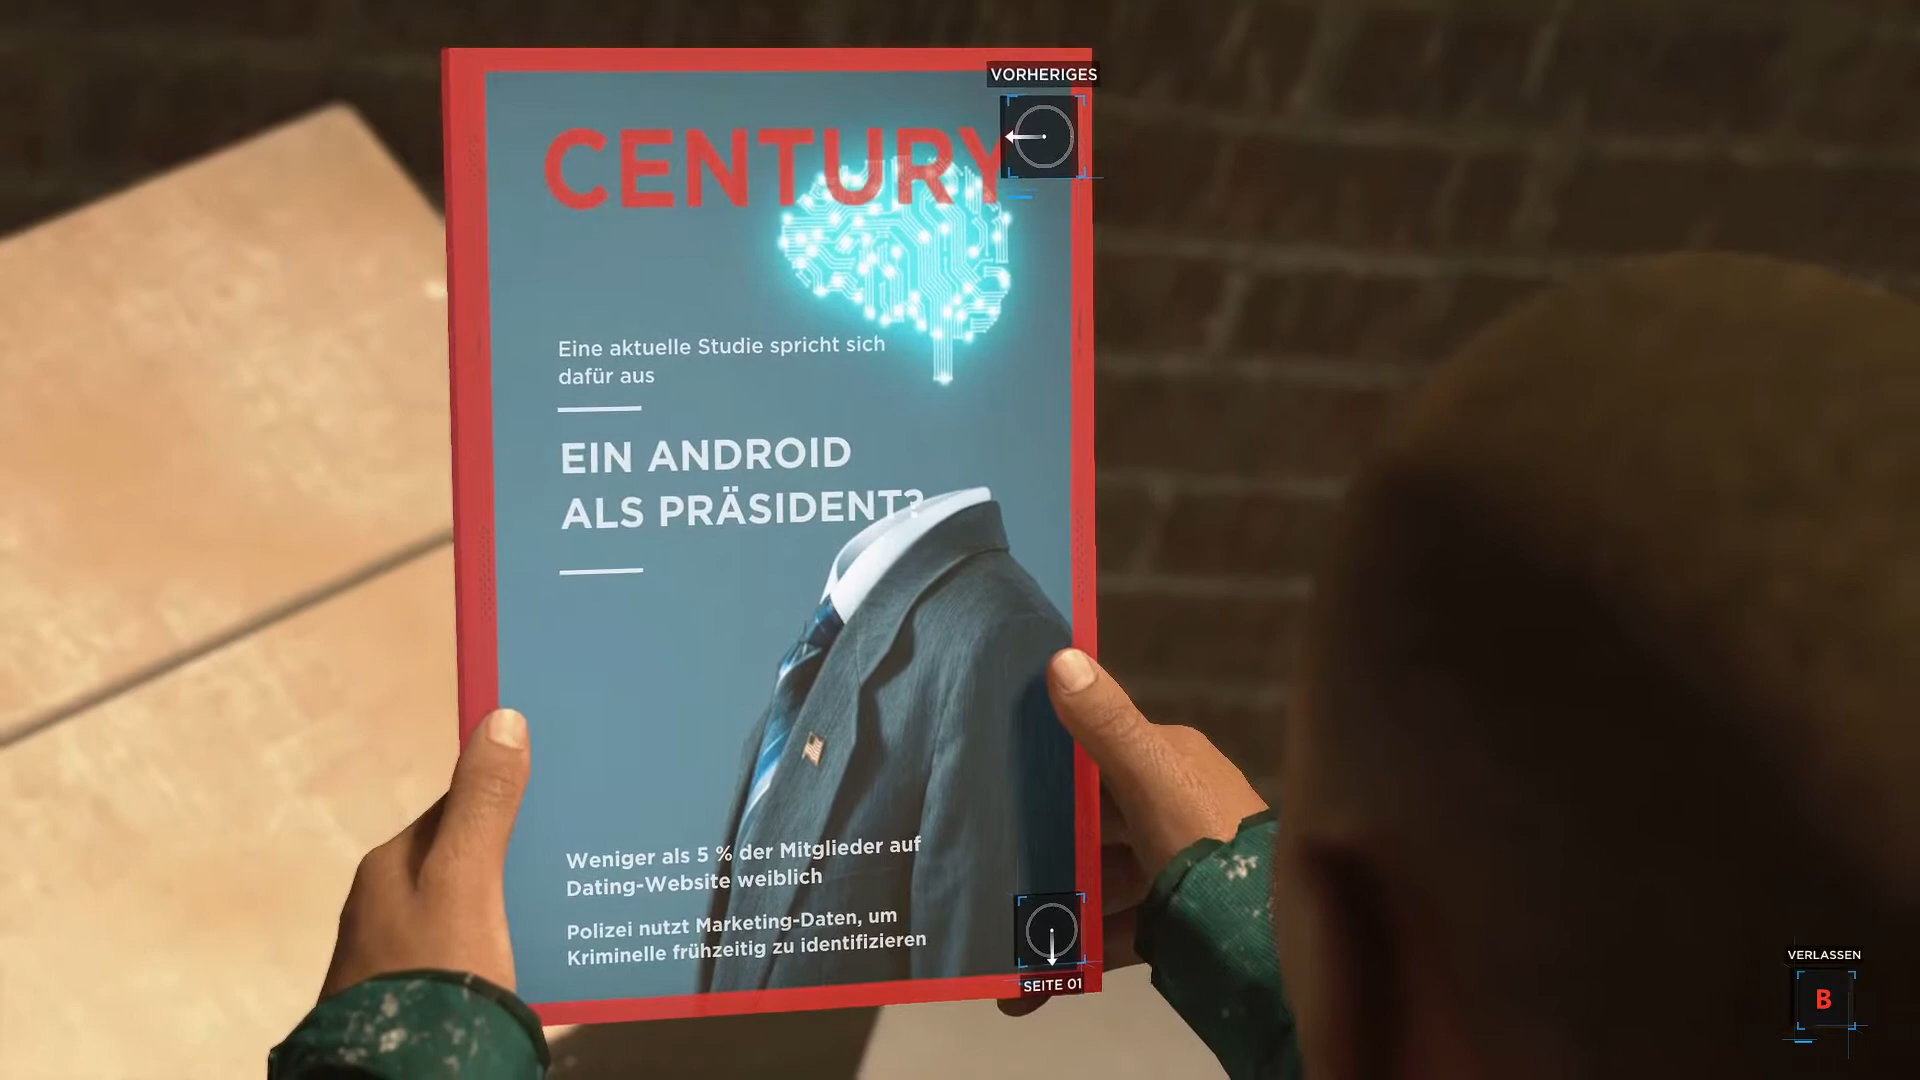 VORHERIGES
CENTURY
Eine aktuelle Studie spricht sich
dafür aus
EIN ANDROID
ALS PRÄSIDENT?
Weniger als 5 % der Mitglieder auf
Dating-Website weiblich
Polizei nutzt Marketing-Daten, um
Kriminelle frühzeitig zu identifizieren
SEITE 01
VERLASSEN
B